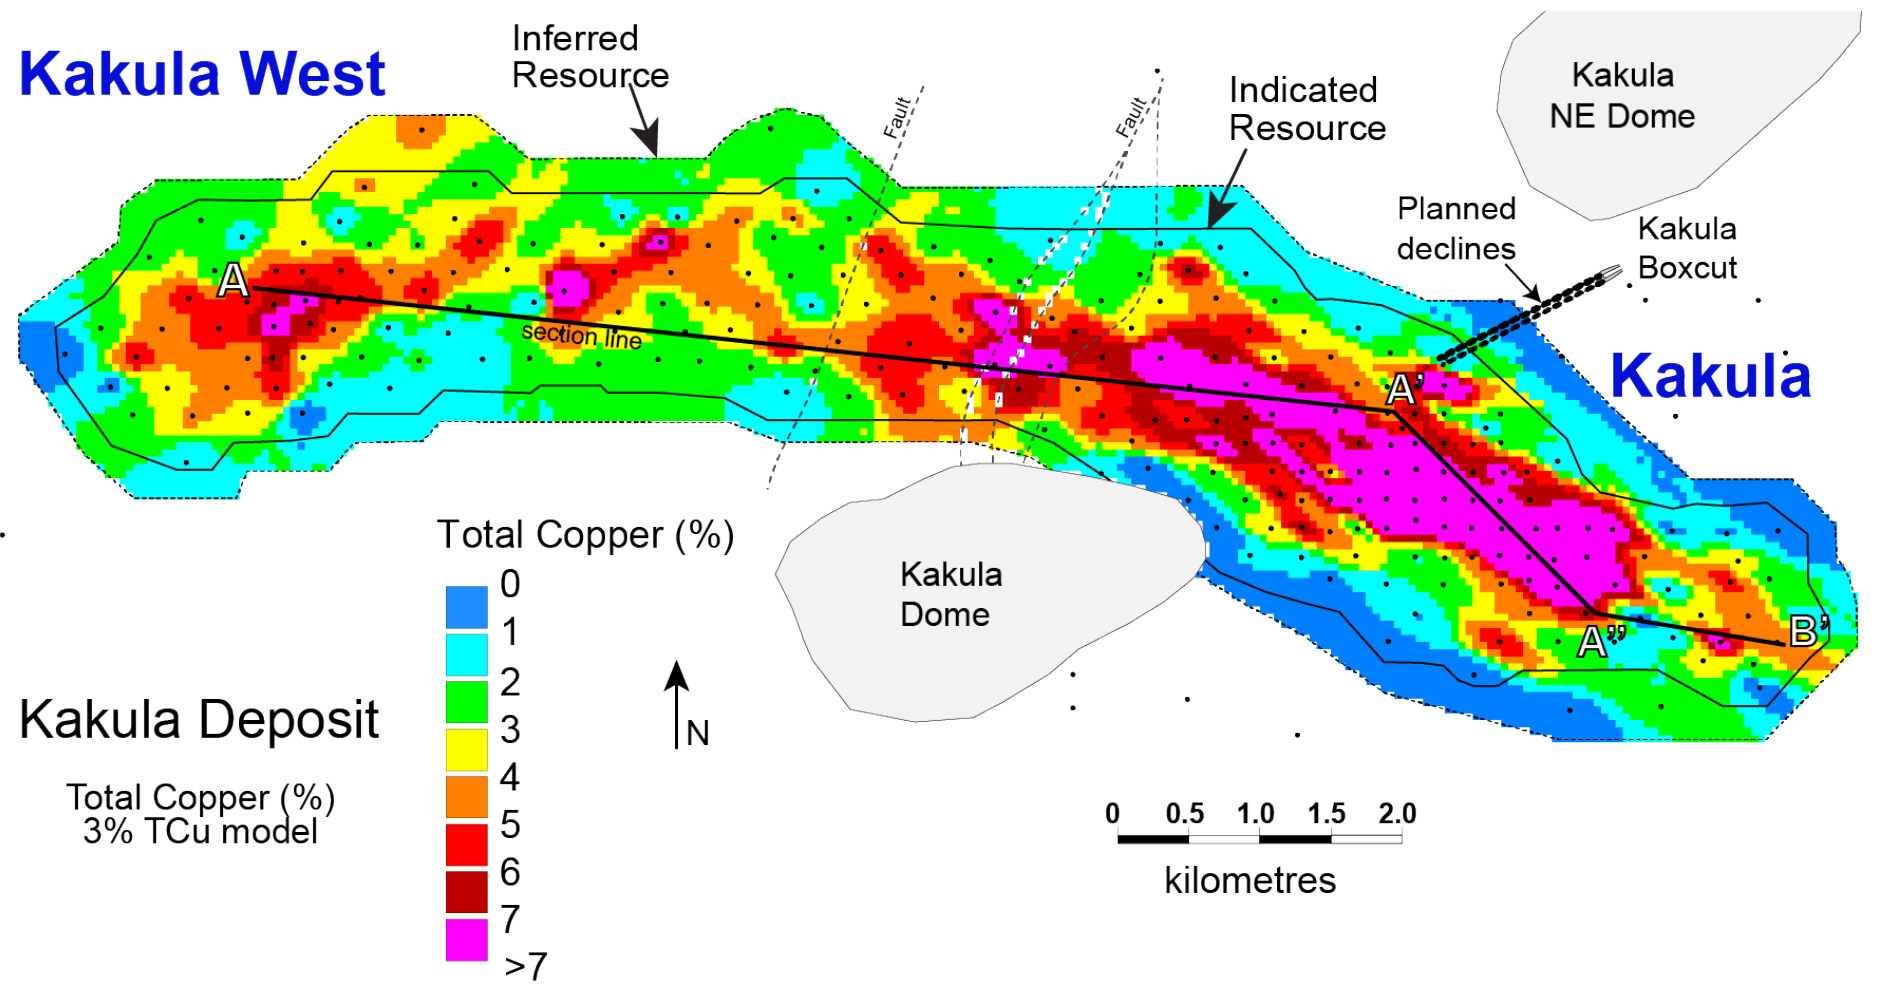 Kakula West
Inferred
Resource
Fault
Fault
Indicated
Resource
Kakula
NE Dome
Planned
declines
Kakula
Boxcut
A
section line
A’
Kakula
A’’
B’
Kakula
Dome
Total Copper (%)
0
1
2
3
4
5
6
7
>7
N
Kakula Deposit
Total Copper (%)
3% TCu model
0 0.5 1.0 1.5 2.0
kilometres